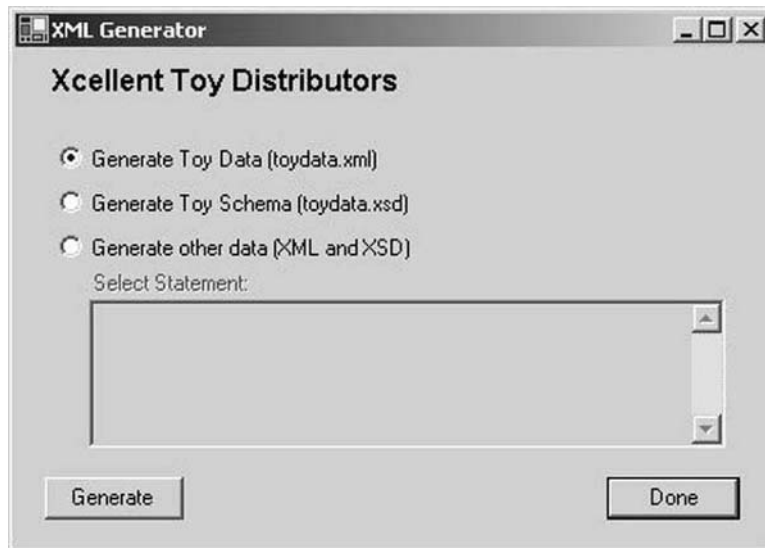 XML Generator
Xcellent Toy Distributors
Generate Toy Data (toydata.xml)
Generate Toy Schema (toydata.xsd)
Generate other data (XML and XSD)
Select Statement:
Generate
Done